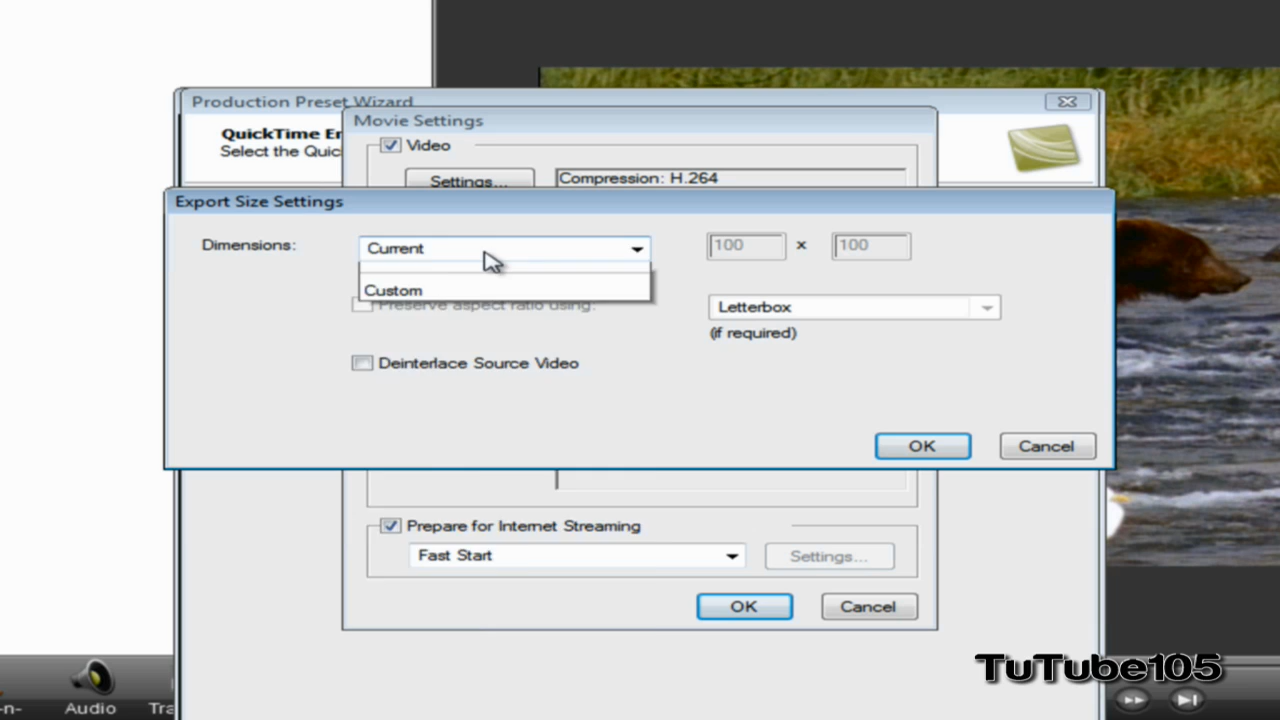 Production Preset Wizard
Movie Settings
QuickTime
Select the
Video
Settings...
Compression: H.264
Export Size Settings
Dimensions:
Current
100 x 100
Custom
Preserve aspect ratio using:
Letterbox
(if required)
Deinterlace Source Video
OK
Cancel
Prepare for Internet Streaming
Fast Start
Settings...
OK
Cancel
TuTube105
-n-
Audio